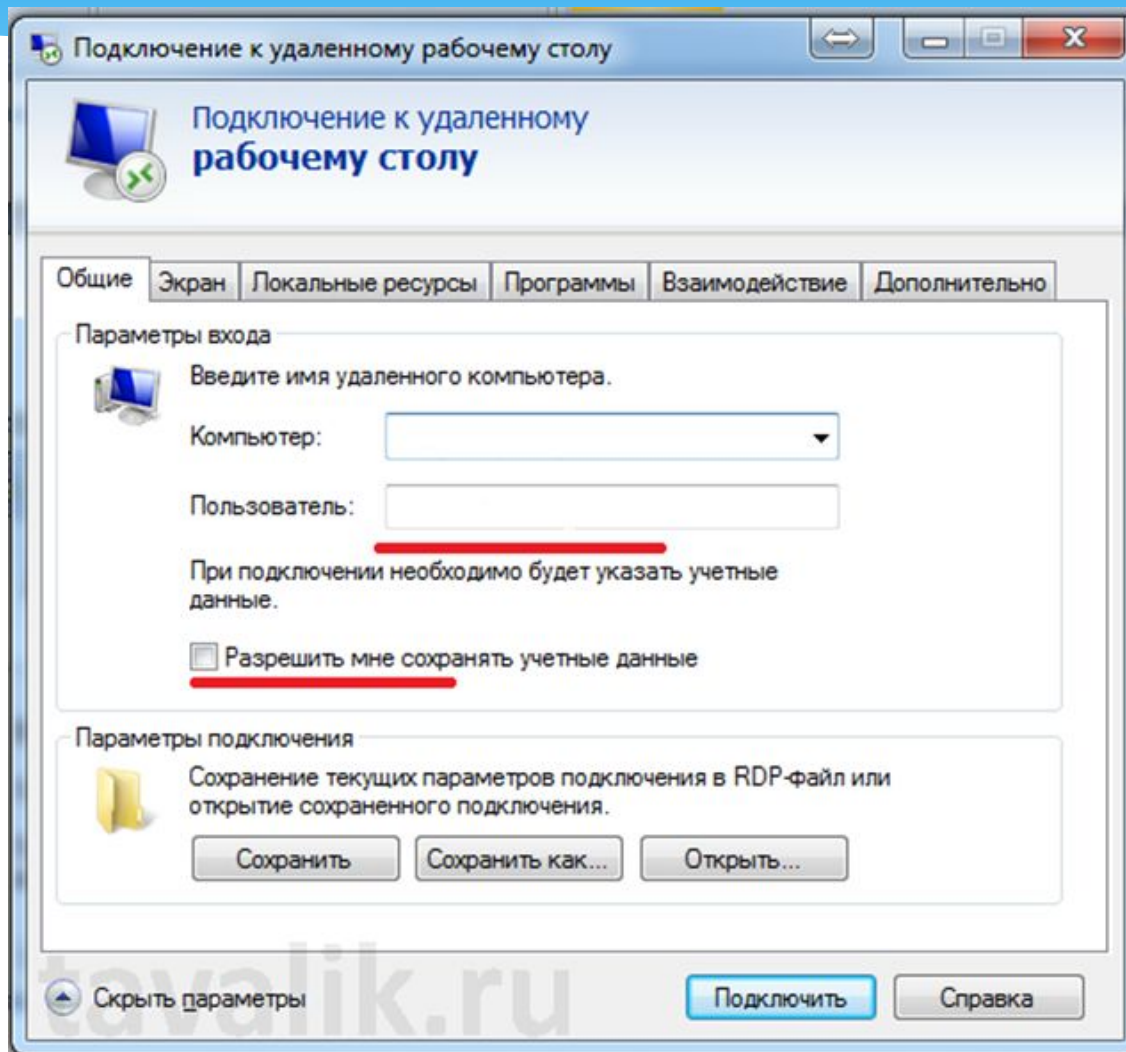 Подключение к удаленному рабочему столу
Подключение к удаленному
рабочему столу
Общие Экран Локальные ресурсы Программы Взаимодействие Дополнительно
Параметры входа
Введите имя удаленного компьютера.
Компьютер:
Пользователь:
При подключении необходимо будет указать учетные
данные.
Разрешить мне сохранять учетные данные
Параметры подключения
Сохранение текущих параметров подключения в RDP-файл или
открытие сохраненного подключения.
Сохранить Сохранить как... Открыть...
tavalik.ru
Скрыть параметры Подключить Справка